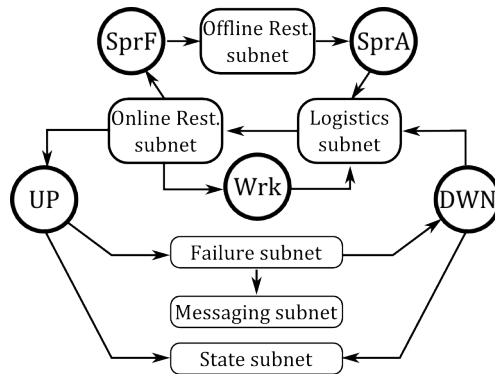 SprF
Offline Rest.
subnet
SprA
Online Rest.
subnet
Logistics
subnet
UP
Wrk
DWN
Failure subnet
Messaging subnet
State subnet